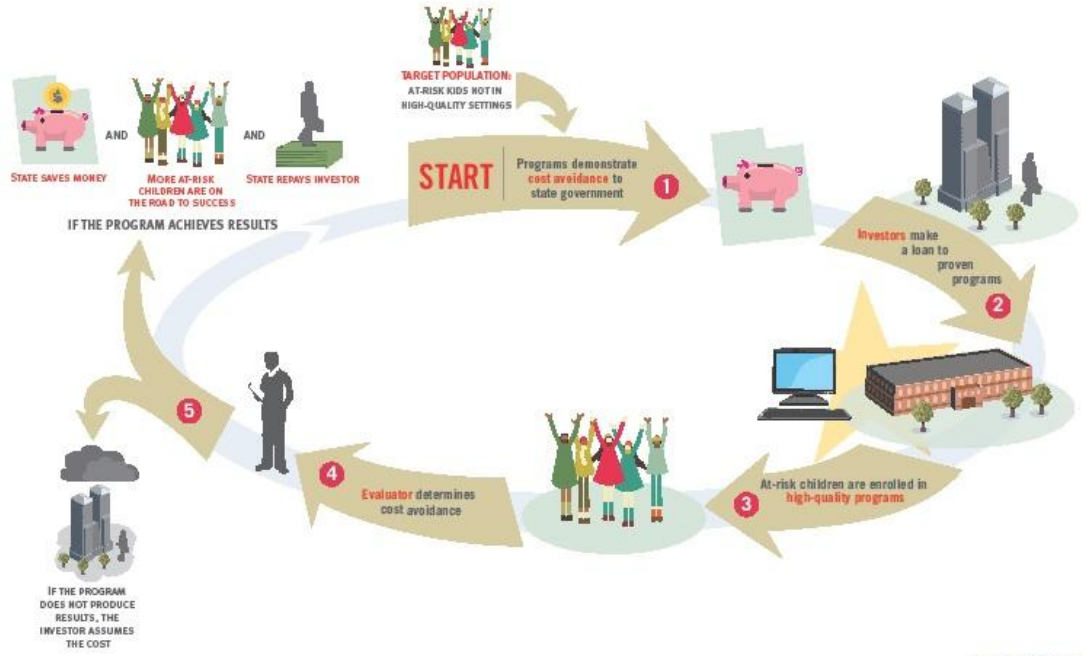 TARGET POPULATION:
AT-RISK KIDS NOT IN
HIGH-QUALITY SETTINGS
START
Programs demonstrate
cost avoidance to
state government
1
Investors make
a loan to
proven
programs
2
At-risk children are enrolled in
high-quality programs
3
Evaluator determines
cost avoidance
4
5
$
STATE SAVES MONEY
AND
MORE AT-RISK
CHILDREN ARE ON
THE ROAD TO SUCCESS
AND
STATE REPAYS INVESTOR
IF THE PROGRAM ACHIEVES RESULTS
IF THE PROGRAM
DOES NOT PRODUCE
RESULTS, THE
INVESTOR ASSUMES
THE COST